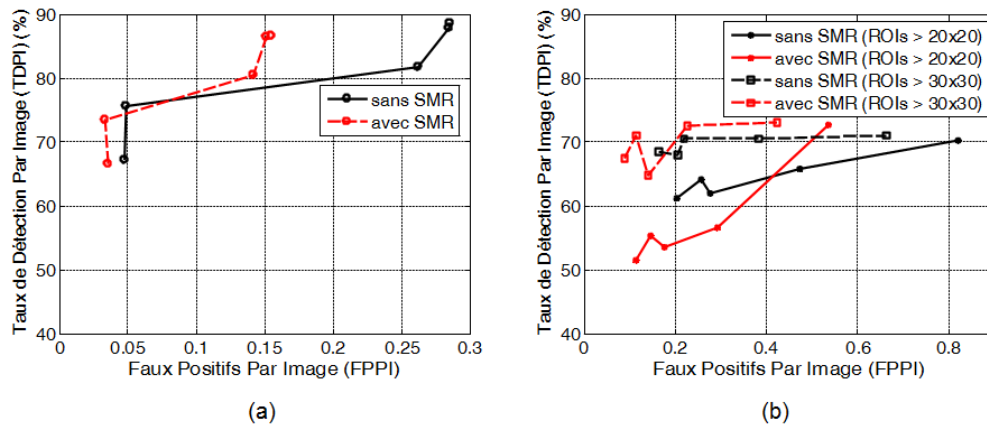 90
80
70
60
50
40
Taux de Détection Par Image (TDPI) (%)
0
0.05
0.1
0.15
0.2
0.25
0.3
Faux Positifs Par Image (FPPI)
sans SMR
avec SMR
(a)
90
80
70
60
50
40
Taux de Détection Par Image (TDPI) (%)
0
0.2
0.4
0.6
0.8
Faux Positifs Par Image (FPPI)
sans SMR (ROIs > 20x20)
avec SMR (ROIs > 20x20)
sans SMR (ROIs > 30x30)
avec SMR (ROIs > 30x30)
(b)